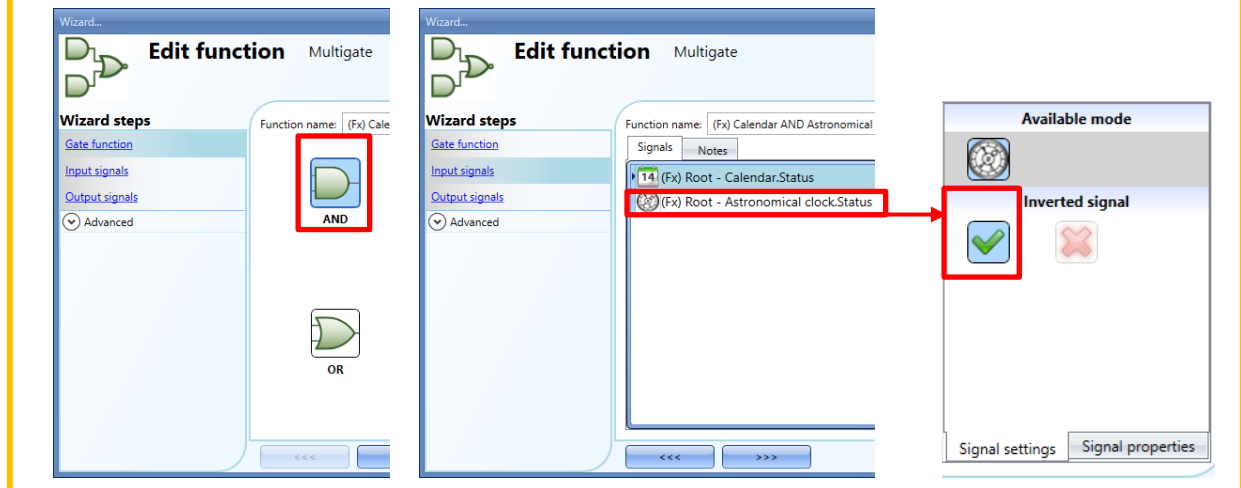 Wizard...
Edit function Multigate
Wizard steps
Gate function
Input signals
Output signals
Advanced
Function name: (Fx) Cale
AND
OR
<<<
Wizard...
Edit function Multigate
Wizard steps
Gate function
Input signals
Output signals
Advanced
Function name: (Fx) Calendar AND Astronomical
Signals Notes
14 (Fx) Root - Calendar.Status
(Fx) Root - Astronomical clock.Status
<<< >>>
Available mode
Inverted signal
Signal settings Signal properties